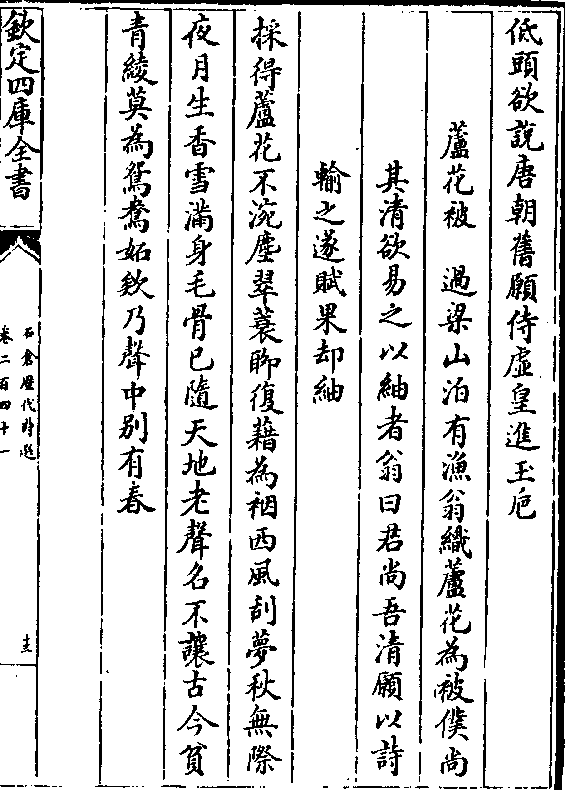 低頭欲說唐朝舊願侍虛皇進玉卮
蘆花被　過梁山泊有漁翁織蘆花為被僕尚
其清欲易之以紬者翁曰君尚吾清願以詩
輸之遂賦果却紬
採得蘆花不涴塵翠蓑聊復藉為裀西風刮夢秋無際
夜月生香雪滿身毛骨已隨天地老聲名不讓古今貧
青綾莫為鴛鴦妬欸乃聲中別有春
欽定四庫全書
石倉歷代詩選
卷二百四十一